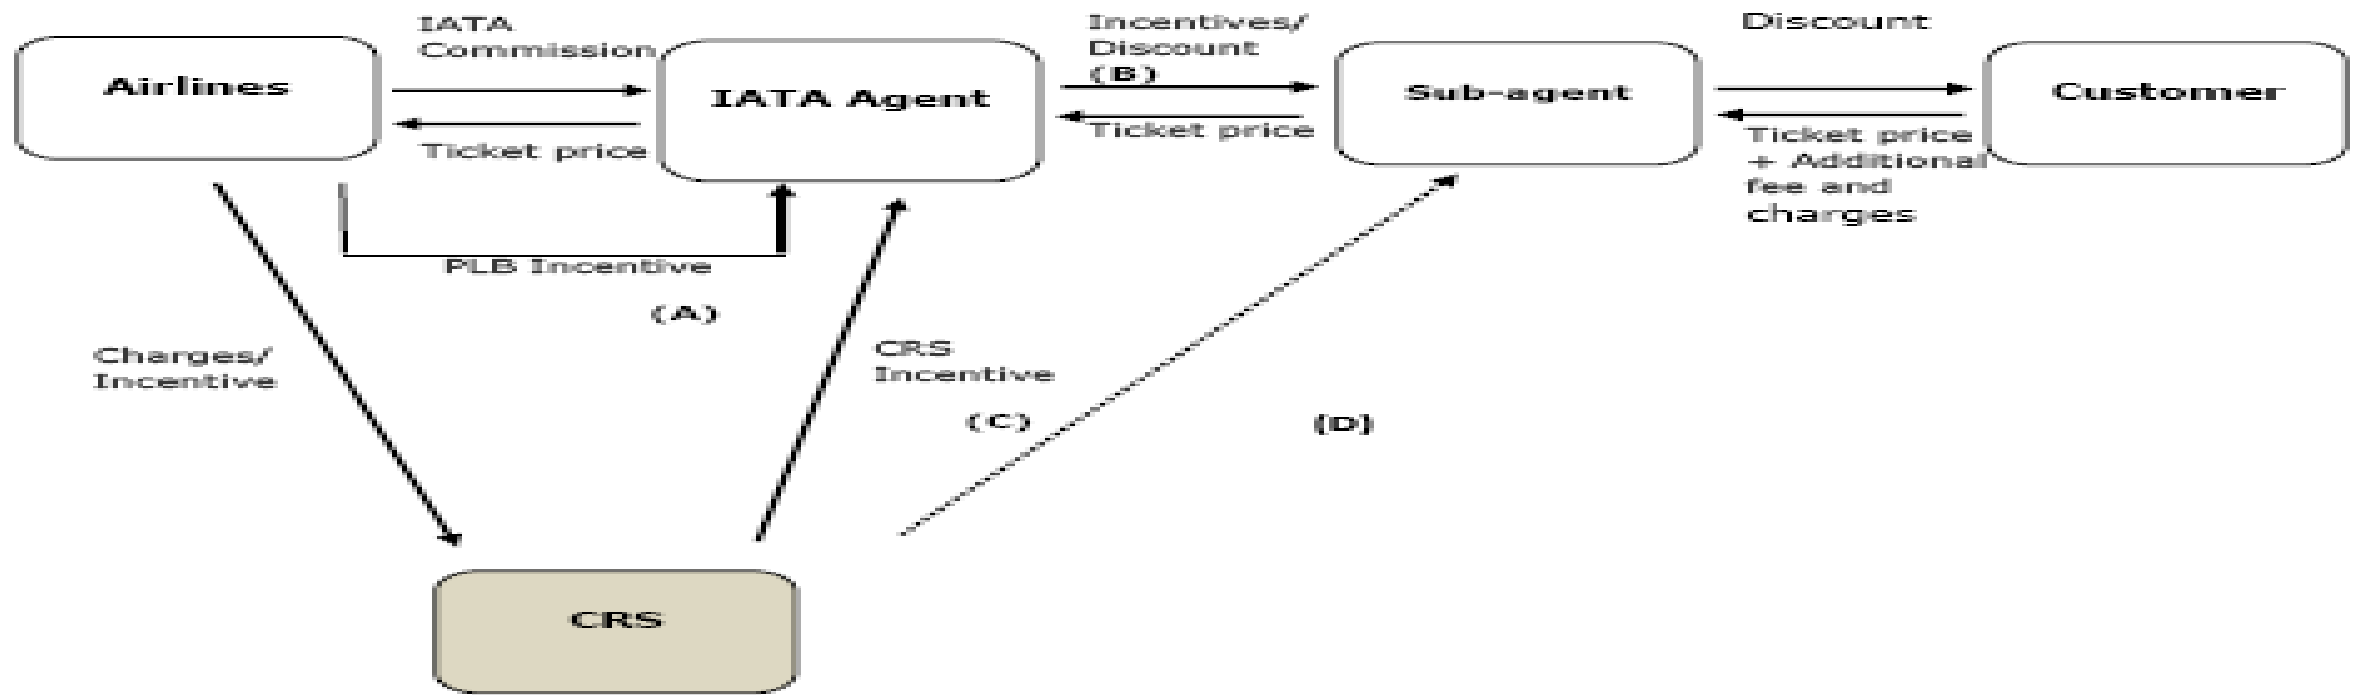 IATA
Commission
Airlines
IATA Agent
Ticket price
Incentives/
Discount
(B)
Ticket price
Sub-agent
Discount
Customer
Ticket price
+ Additional
fee and
charges
PLB Incentive
(A)
Charges/
Incentive
CRS
Incentive
(C)
(D)
CRS